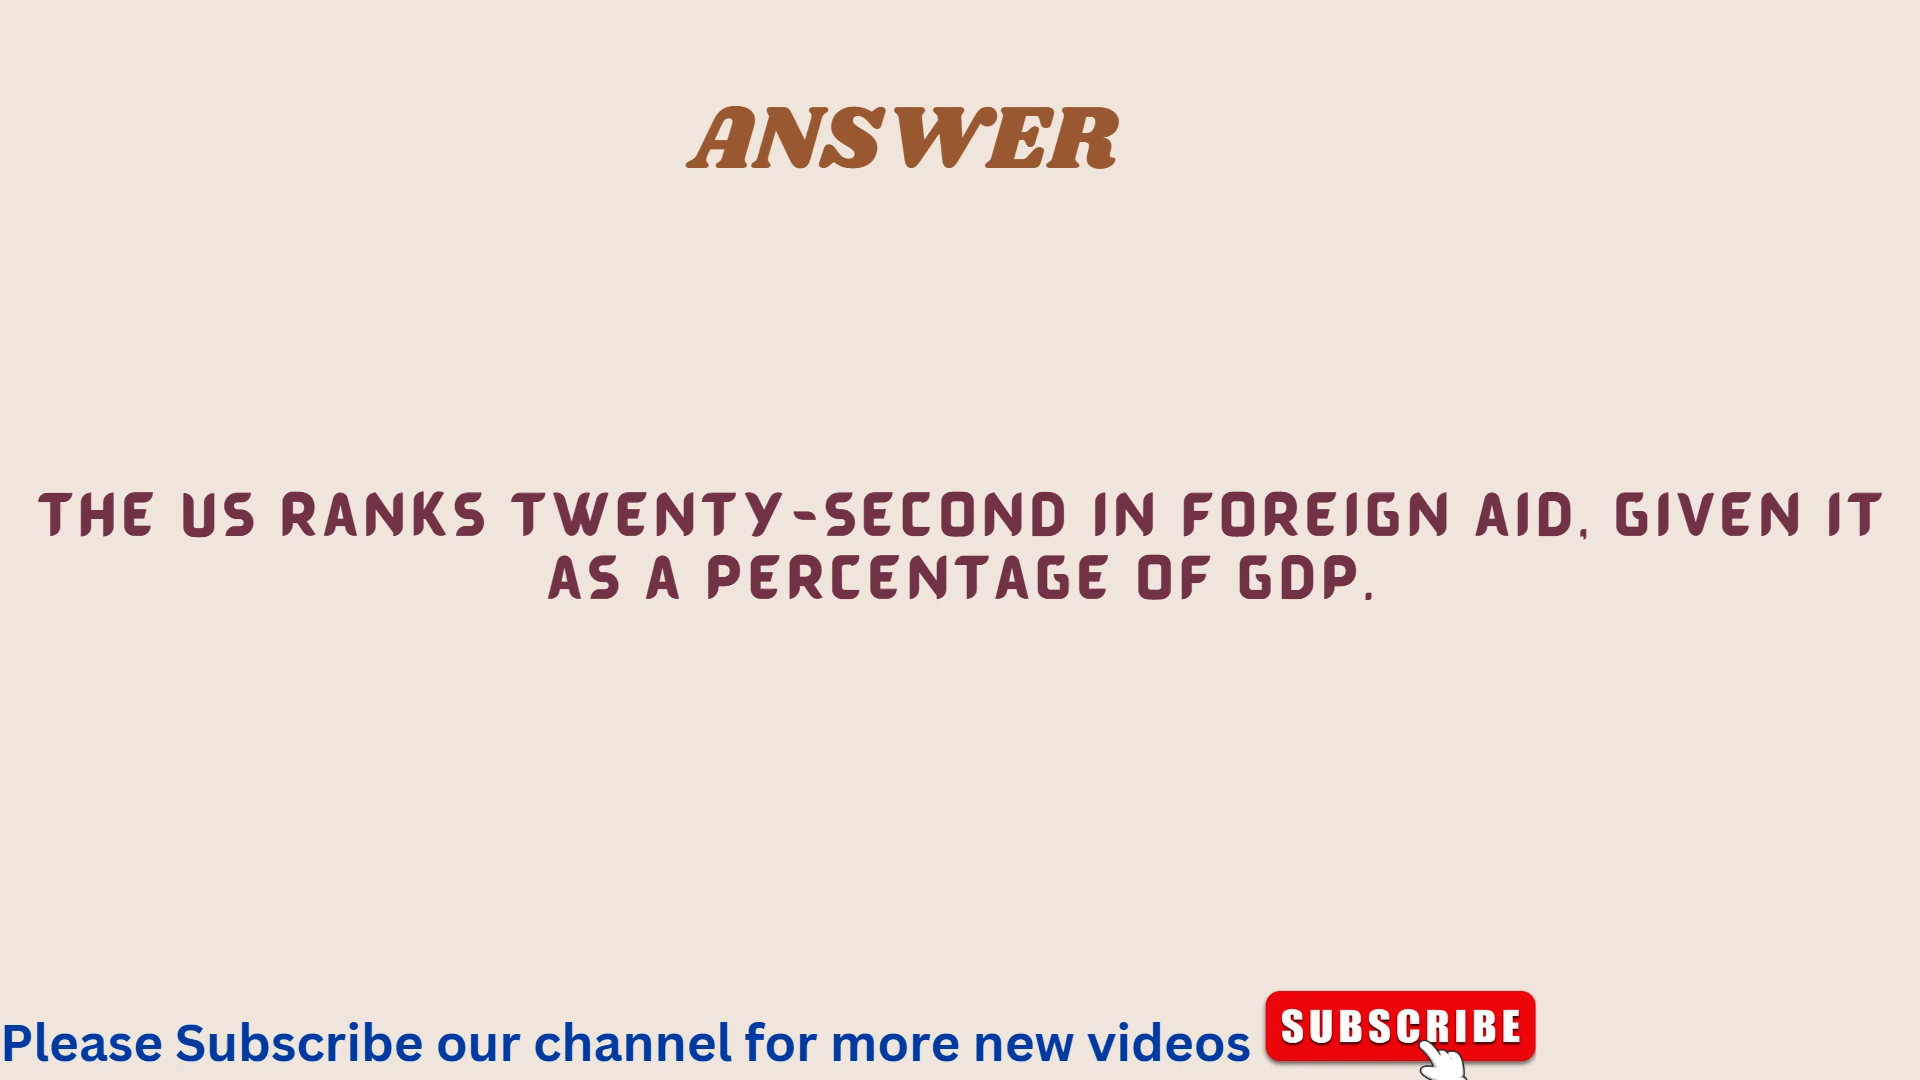 ANSWER
THE US RANKS TWENTY-SECOND IN FOREIGN AID, GIVEN IT
AS A PERCENTAGE OF GDP.
Please Subscribe our channel for more new videos SUBSCRIBE